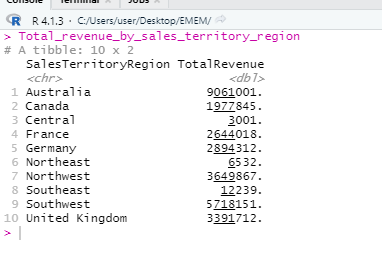 Console Terminal Jobs
R 4.1.3 · C:/Users/user/Desktop/EMEM/
> Total_revenue_by_sales_territory_region
# A tibble: 10 x 2
SalesTerritoryRegion TotalRevenue
<chr> <dbl>
1 Australia 9061001.
2 Canada 1977845.
3 Central 3001.
4 France 2644018.
5 Germany 2894312.
6 Northeast 6532.
7 Northwest 3649867.
8 Southeast 12239.
9 Southwest 5718151.
10 United Kingdom 3391712.
>